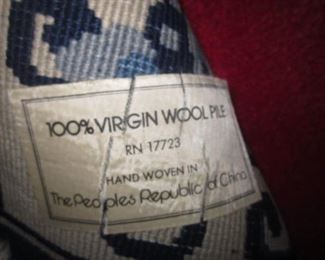 100% VIRGIN WOOL PILE
RN 17723
HAND WOVEN IN
The Peoples Republic of China